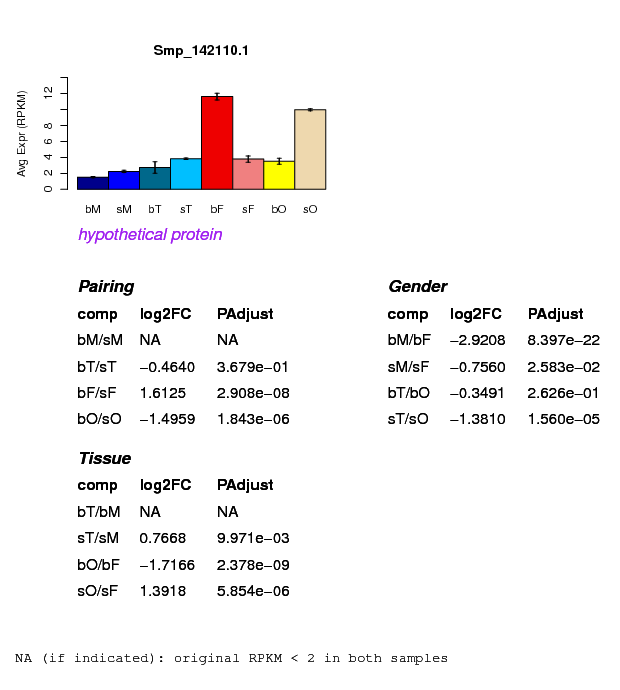 Smp_142110.1
Avg Expr (RPKM)
0 2 4 6 8 12
bM sM bT sT bF sF bO sO
hypothetical protein
Pairing
comp log2FC PAdjust
bM/sM NA NA
bT/sT −0.4640 3.679e−01
bF/sF 1.6125 2.908e−08
bO/sO −1.4959 1.843e−06
Gender
comp log2FC PAdjust
bM/bF −2.9208 8.397e−22
sM/sF −0.7560 2.583e−02
bT/bO −0.3491 2.626e−01
sT/sO −1.3810 1.560e−05
Tissue
comp log2FC PAdjust
bT/bM NA NA
sT/sM 0.7668 9.971e−03
bO/bF −1.7166 2.378e−09
sO/sF 1.3918 5.854e−06
NA (if indicated): original RPKM < 2 in both samples